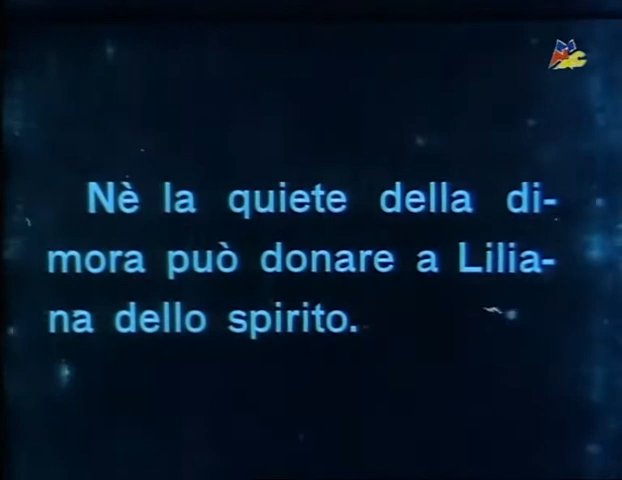 Nè la quiete della di-
mora può donare a Lilia-
na dello spirito.